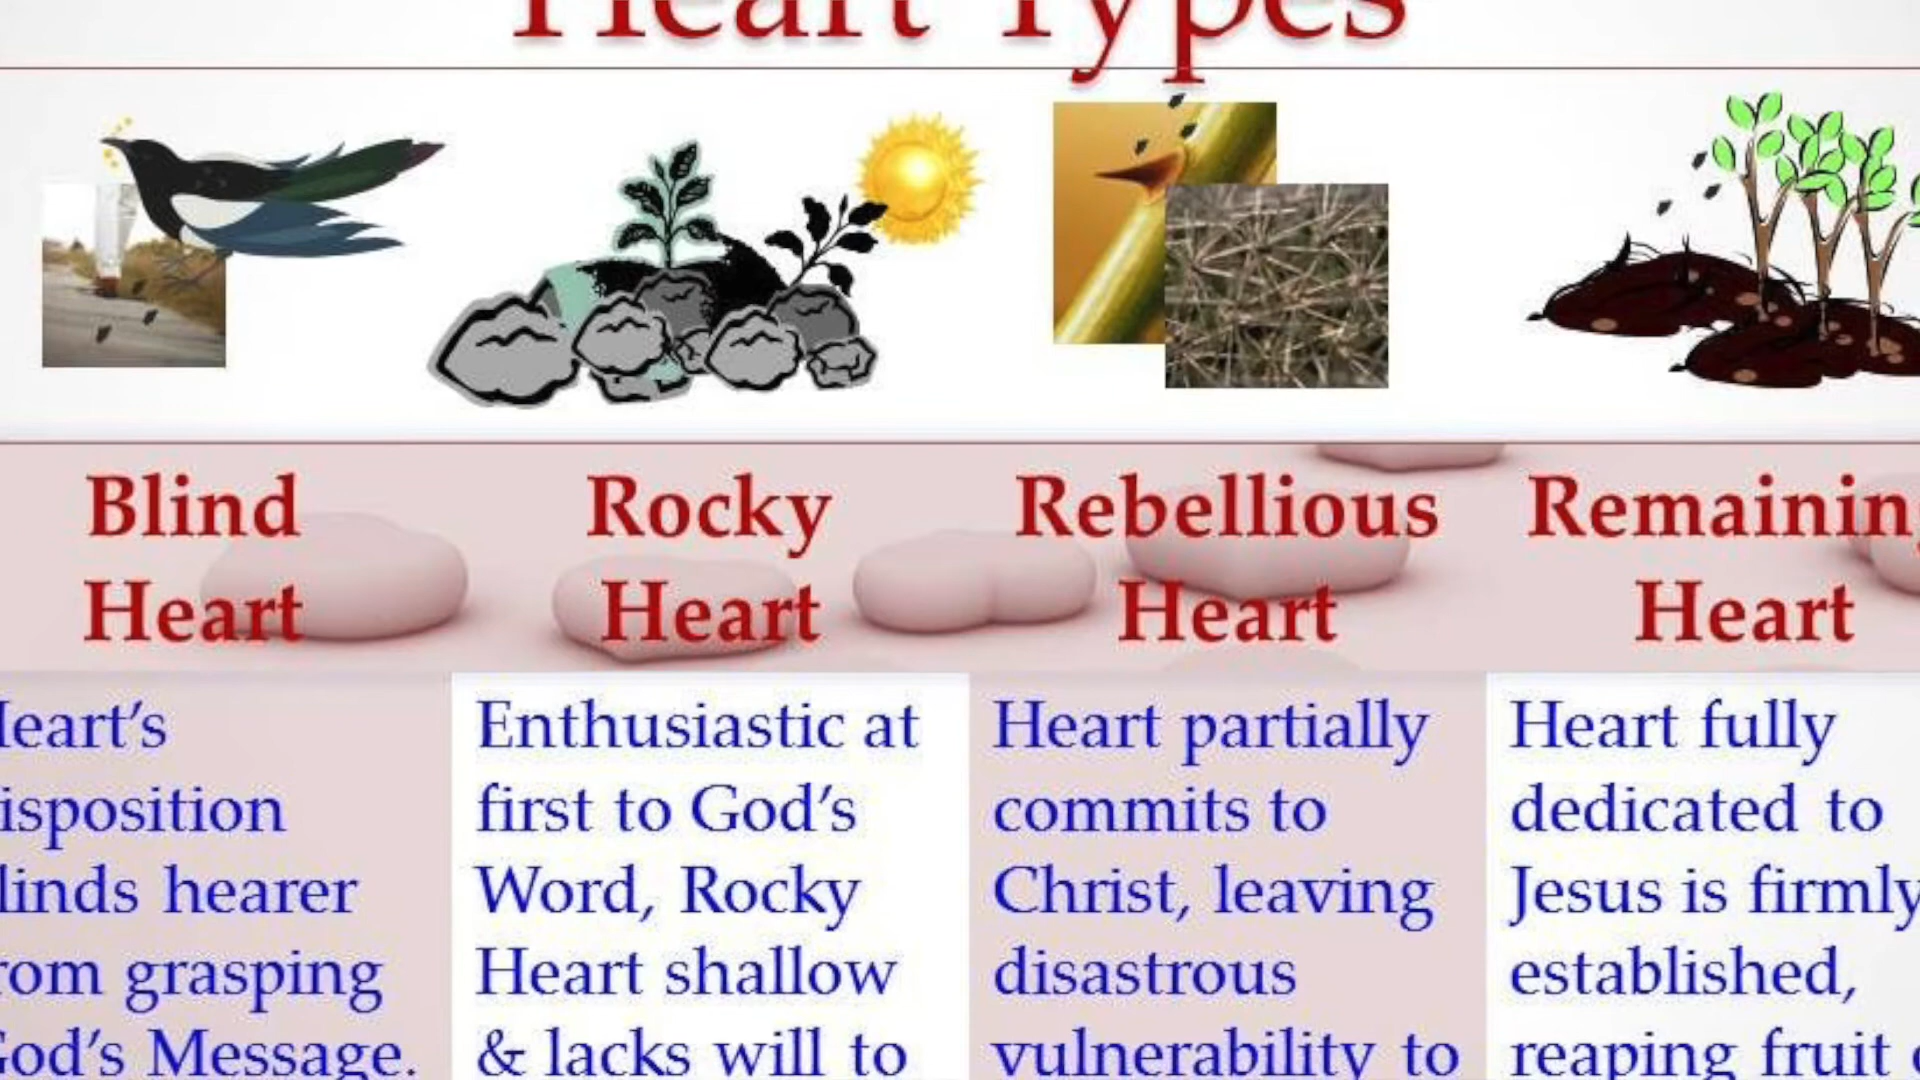 Heart Types
Blind
Heart
Rocky
Heart
Rebellious
Heart
Remainin
Heart
eart's
isposition
linds hearer
rom grasping
God's Message.
Enthusiastic at
first to God's
Word, Rocky
Heart shallow
& lacks will to
Heart partially
commits to
Christ, leaving
disastrous
vulnerability to
Heart fully
dedicated to
Jesus is firmly
established,
reaping fruit